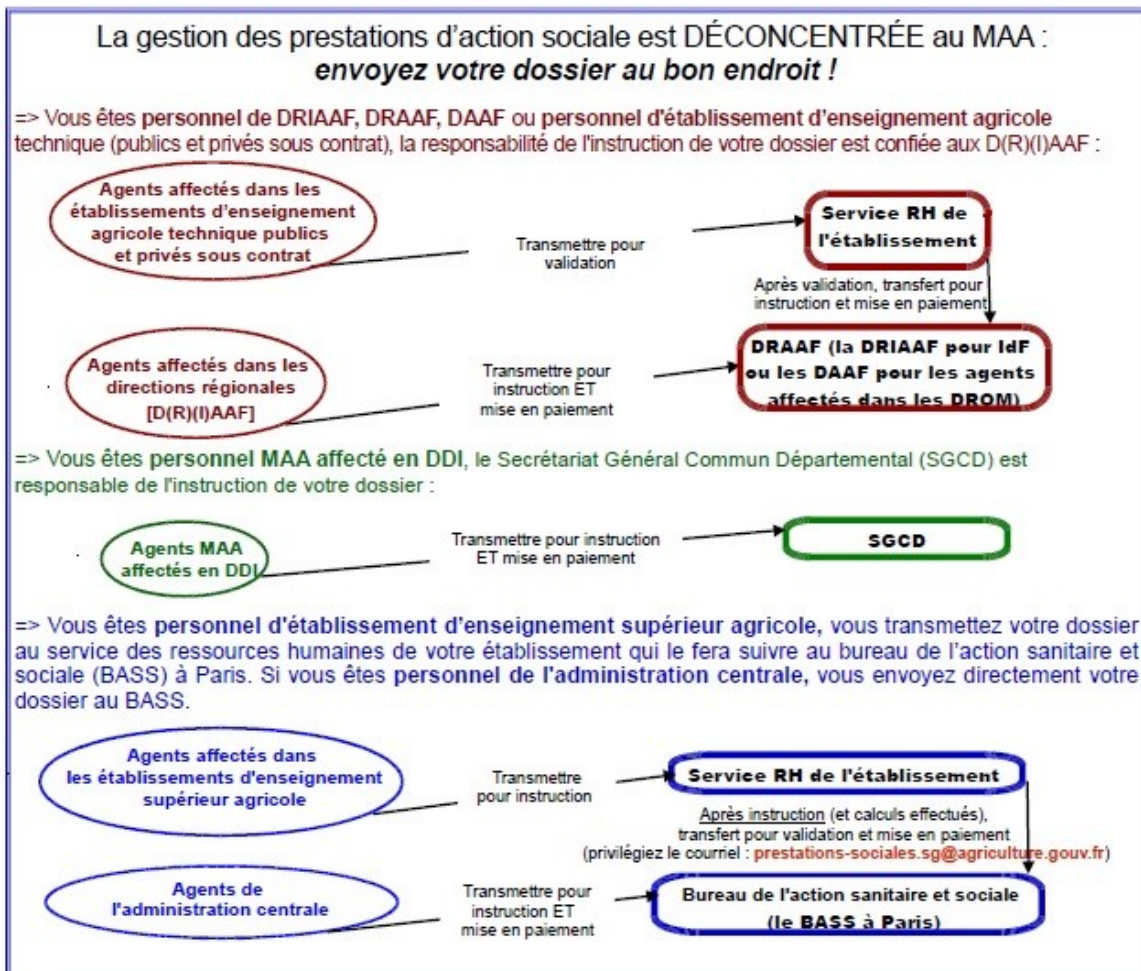 La gestion des prestations d'action sociale est DÉCONCENTRÉE au MAA :
envoyez votre dossier au bon endroit !
=> Vous êtes personnel de DRIAAF, DRAAF, DAAF ou personnel d'établissement d'enseignement agricole
technique (publics et privés sous contrat), la responsabilité de l'instruction de votre dossier est confiée aux D(R)(I)AAF :
Agents affectés dans les
établissements d'enseignement
agricole technique publics
et privés sous contrat
Transmettre pour
validation
Service RH de
l'établissement
Après validation, transfert pour
instruction et mise en paiement
Agents affectés dans les
directions régionales
[D(R)(I)AAF]
Transmettre pour
instruction ET
mise en paiement
DRAAF (la DRIAAF pour IdF
ou les DAAF pour les agents
affectés dans les DROM)
=> Vous êtes personnel MAA affecté en DDI, le Secrétariat Général Commun Départemental (SGCD) est
responsable de l'instruction de votre dossier :
Agents MAA
affectés en DDI
Transmettre pour instruction
ET mise en paiement
SGCD
=> Vous êtes personnel d'établissement d'enseignement supérieur agricole, vous transmettez votre dossier
au service des ressources humaines de votre établissement qui le fera suivre au bureau de l'action sanitaire et
sociale (BASS) à Paris. Si vous êtes personnel de l'administration centrale, vous envoyez directement votre
dossier au BASS.
Agents affectés dans
les établissements d'enseignement
supérieur agricole
Transmettre
pour instruction
Service RH de l'établissement
Après instruction (et calculs effectués),
transfert pour validation et mise en paiement
(privilégiez le courriel : prestations-sociales.sg@agriculture.gouv.fr)
Agents de
l'administration centrale
Transmettre pour
instruction ET
mise en paiement
Bureau de l'action sanitaire et sociale
(le BASS à Paris)